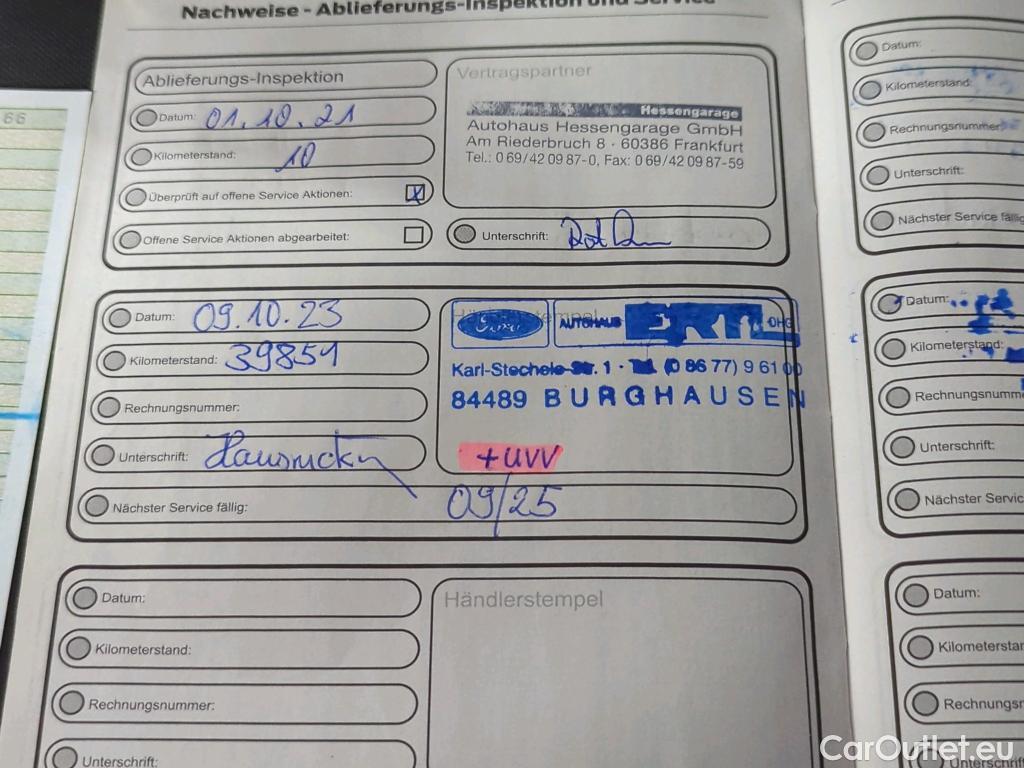 Nachweise - Ablieferungs-Inspektion und Service
66
Ablieferungs-Inspektion
Datum: 01.10.21
Kilometerstand: 10
Überprüft auf offene Service Aktionen: X
Offene Service Aktionen abgearbeitet:
Vertragspartner
Hessengarage
Autohaus Hessengarage GmbH
Am Riederbruch 8 · 60386 Frankfurt
Tel.: 0 69/42 09 87-0, Fax: 0 69/42 09 87-59
Unterschrift:
Datum: 09.10.23
Kilometerstand: 39851
Rechnungsnummer:
Unterschrift:
Nächster Service fällig: 09/25
Ford
AUTOHAUS
OHG
Karl-Stechele-Str. 1 · Tel. (0 86 77) 9 61 00
84489 BURGHAUSEN
+ UVV
Datum:
Kilometerstand:
Rechnungsnummer:
Unterschrift:
Händlerstempel
Datum:
Kilometerstand:
Rechnungsnummer:
Unterschrift:
Nächster Service fällig
Datum:
Kilometerstand:
Rechnungsnumm
Unterschrift:
Nächster Servic
Datum:
Kilometerstan
Rechnungsn
Unterschrift
CarOutlet.eu